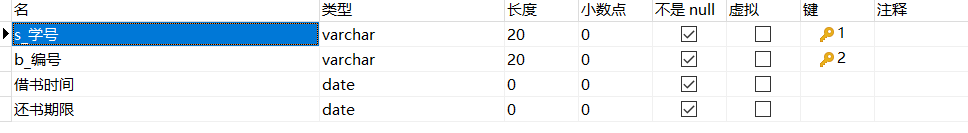 名 类型 长度 小数点 不是 null 虚拟 键 注释
s_学号 varchar 20 0 1
b_编号 varchar 20 0 2
借书时间 date 0 0
还书期限 date 0 0